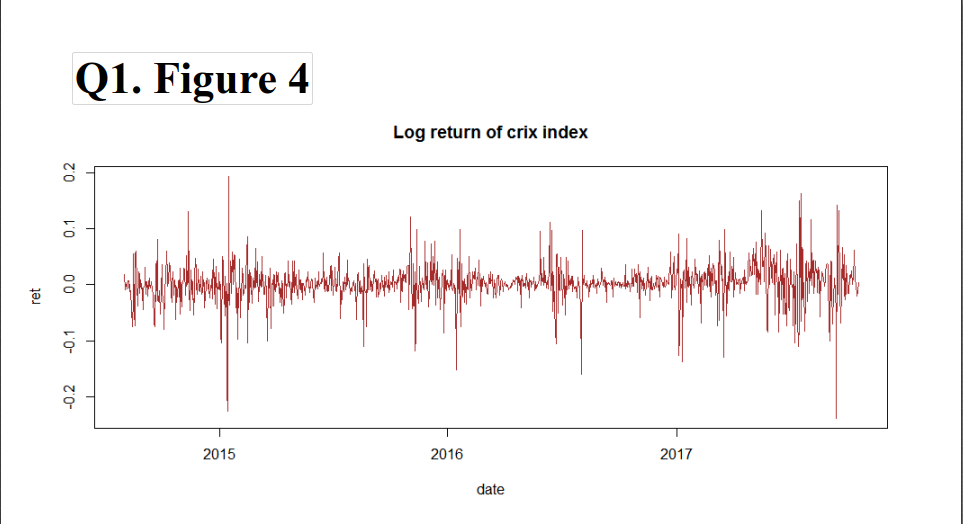 Q1. Figure 4
Log return of crix index
0.2
0.1
0.0
-0.1
-0.2
ret
2015 2016 2017
date